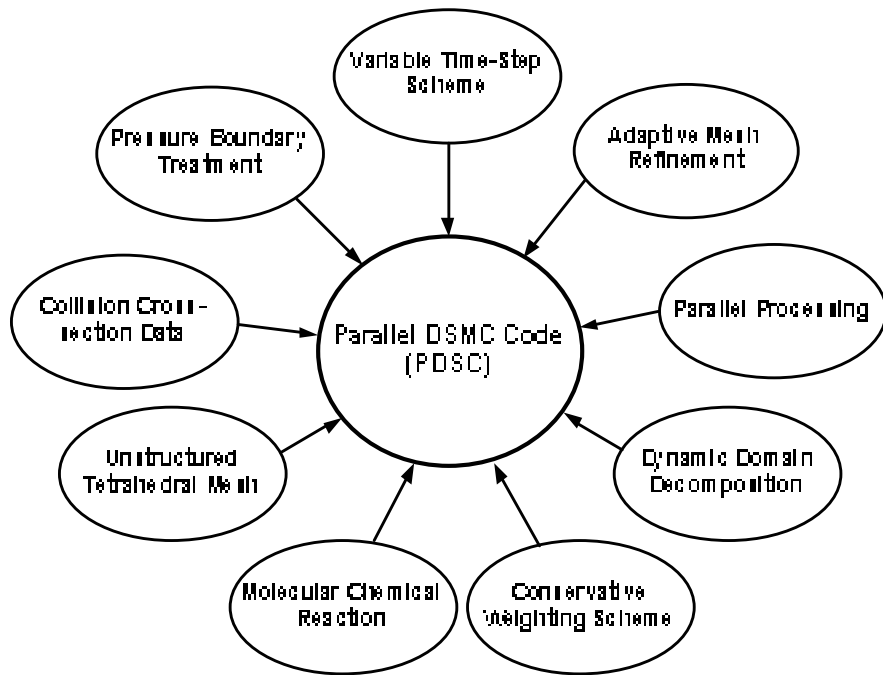 Variable Time-Step
Scheme
Pressure Boundary
Treatment
Adaptive Mesh
Refinement
Collision Cross-
section Data
Parallel DSMC Code
(PDSC)
Parallel Processing
Unstructured
Tetrahedral Mesh
Dynamic Domain
Decomposition
Molecular Chemical
Reaction
Conservative
Weighting Scheme